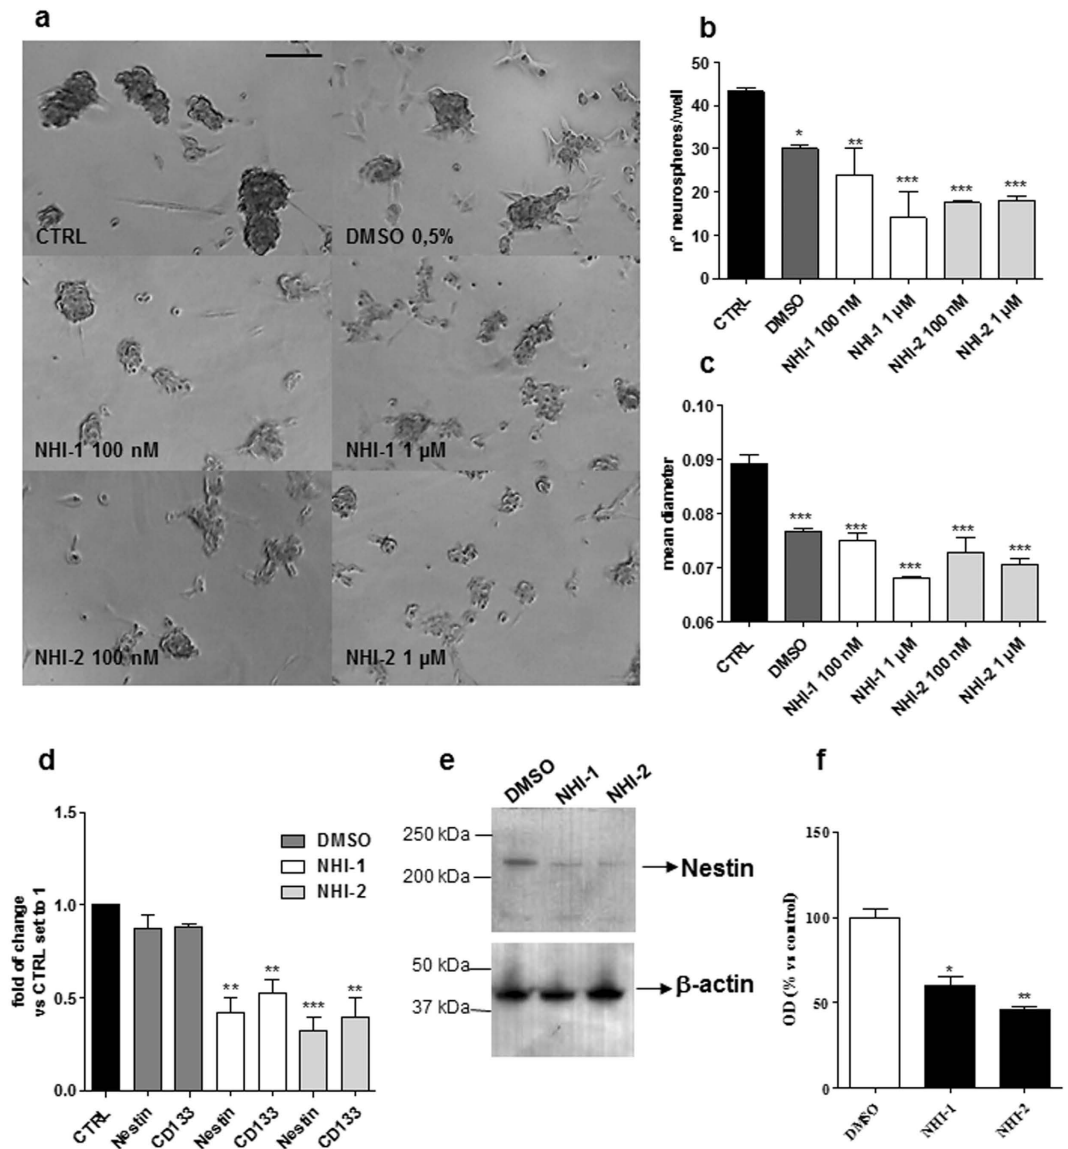 a
CTRL
DMSO 0,5%
NHI-1 100 nM
NHI-1 1 µM
NHI-2 100 nM
NHI-2 1 µM
b
n° neurospheres/well
50
40
30
20
10
0
*
**
***
***
***
CTRL
DMSO
NHI-1 100 nM
NHI-1 1 µM
NHI-2 100 nM
NHI-2 1 µM
c
mean diameter
0.10
0.09
0.08
0.07
0.06
***
***
***
***
***
CTRL
DMSO
NHI-1 100 nM
NHI-1 1 µM
NHI-2 100 nM
NHI-2 1 µM
d
fold of change
vs CTRL set to 1
1.5
1.0
0.5
0.0
DMSO
NHI-1
NHI-2
**
**
***
**
CTRL
Nestin
CD133
Nestin
CD133
Nestin
CD133
e
DMSO
NHI-1
NHI-2
250 kDa
200 kDa
Nestin
50 kDa
37 kDa
β-actin
f
OD (% vs control)
150
100
50
0
*
**
DMSO
NHI-1
NHI-2